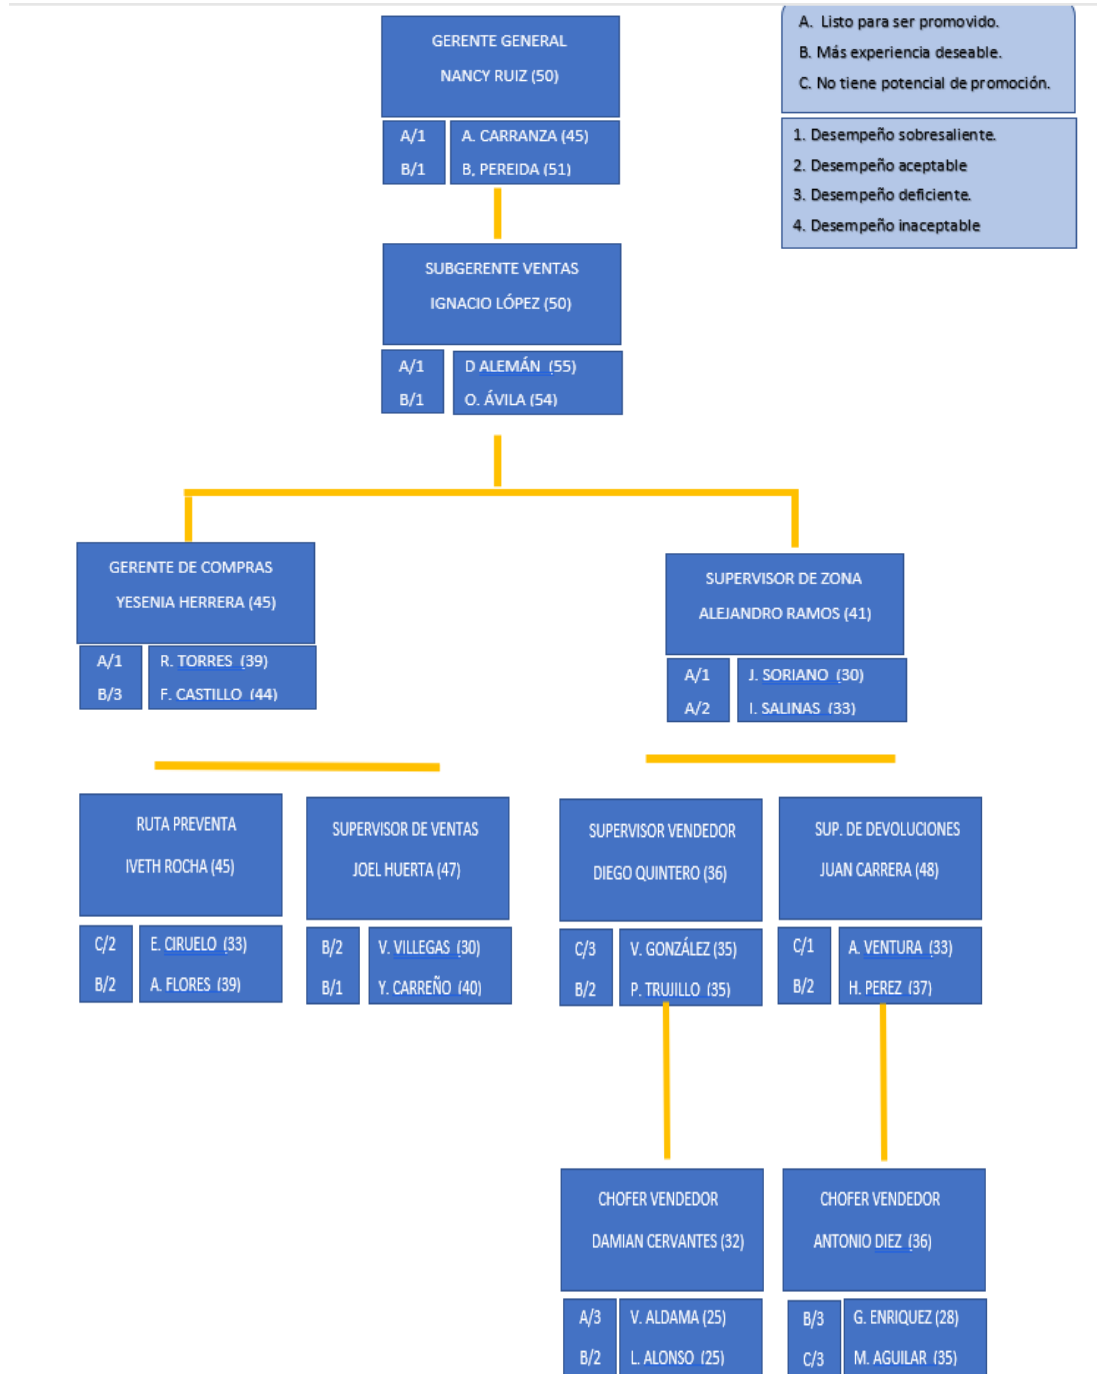 GERENTE GENERAL
NANCY RUIZ (50)
A/1 A. CARRANZA (45)
B/1 B, PEREIDA (51)
A. Listo para ser promovido.
B. Más experiencia deseable.
C. No tiene potencial de promoción.
1. Desempeño sobresaliente.
2. Desempeño aceptable
3. Desempeño deficiente.
4. Desempeño inaceptable
SUBGERENTE VENTAS
IGNACIO LÓPEZ (50)
A/1 D ALEMÁN (55)
B/1 O. ÁVILA (54)
GERENTE DE COMPRAS
YESENIA HERRERA (45)
A/1 R. TORRES (39)
B/3 F. CASTILLO (44)
SUPERVISOR DE ZONA
ALEJANDRO RAMOS (41)
A/1 J. SORIANO (30)
A/2 I. SALINAS (33)
RUTA PREVENTA
IVETH ROCHA (45)
C/2 E. CIRUELO (33)
B/2 A. FLORES (39)
SUPERVISOR DE VENTAS
JOEL HUERTA (47)
B/2 V. VILLEGAS (30)
B/1 Y. CARREÑO (40)
SUPERVISOR VENDEDOR
DIEGO QUINTERO (36)
C/3 V. GONZÁLEZ (35)
B/2 P. TRUJILLO (35)
SUP. DE DEVOLUCIONES
JUAN CARRERA (48)
C/1 A. VENTURA (33)
B/2 H. PEREZ (37)
CHOFER VENDEDOR
DAMIAN CERVANTES (32)
A/3 V. ALDAMA (25)
B/2 L. ALONSO (25)
CHOFER VENDEDOR
ANTONIO DIEZ (36)
B/3 G. ENRIQUEZ (28)
C/3 M. AGUILAR (35)